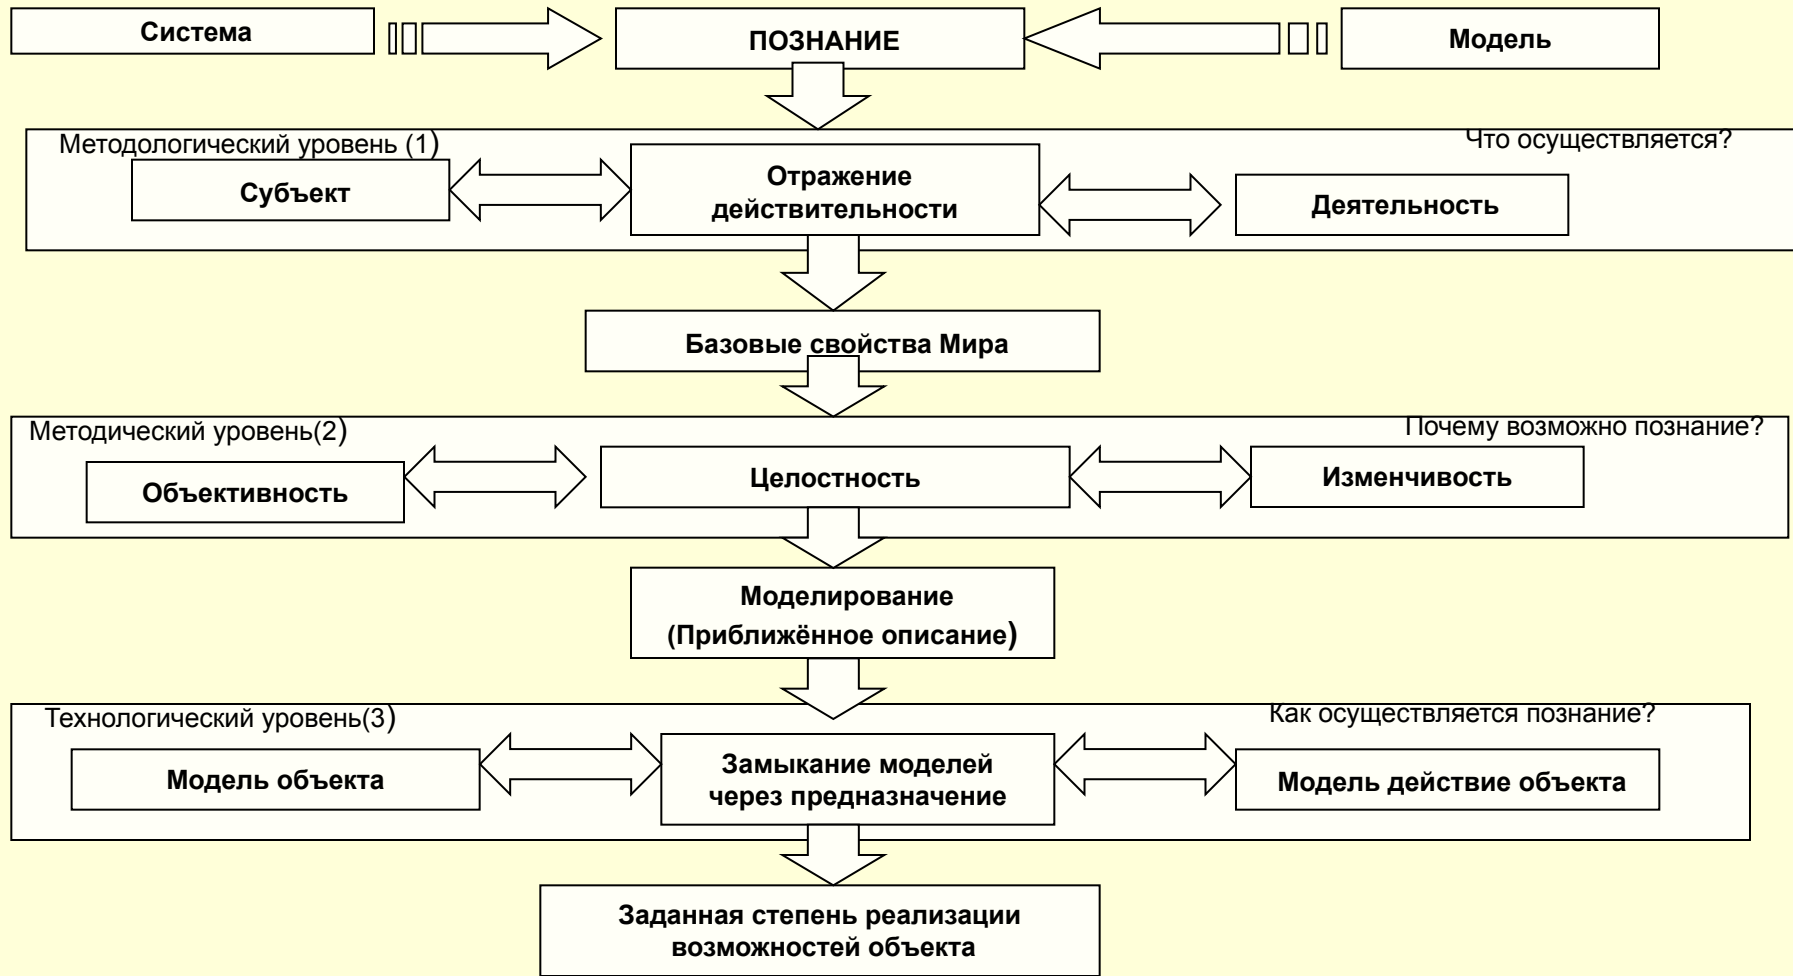 Система
ПОЗНАНИЕ
Модель
Методологический уровень (1)
Что осуществляется?
Субъект
Отражение
действительности
Деятельность
Базовые свойства Мира
Методический уровень(2)
Почему возможно познание?
Объективность
Целостность
Изменчивость
Моделирование
(Приближённое описание)
Технологический уровень(3)
Как осуществляется познание?
Модель объекта
Замыкание моделей
через предназначение
Модель действие объекта
Заданная степень реализации
возможностей объекта